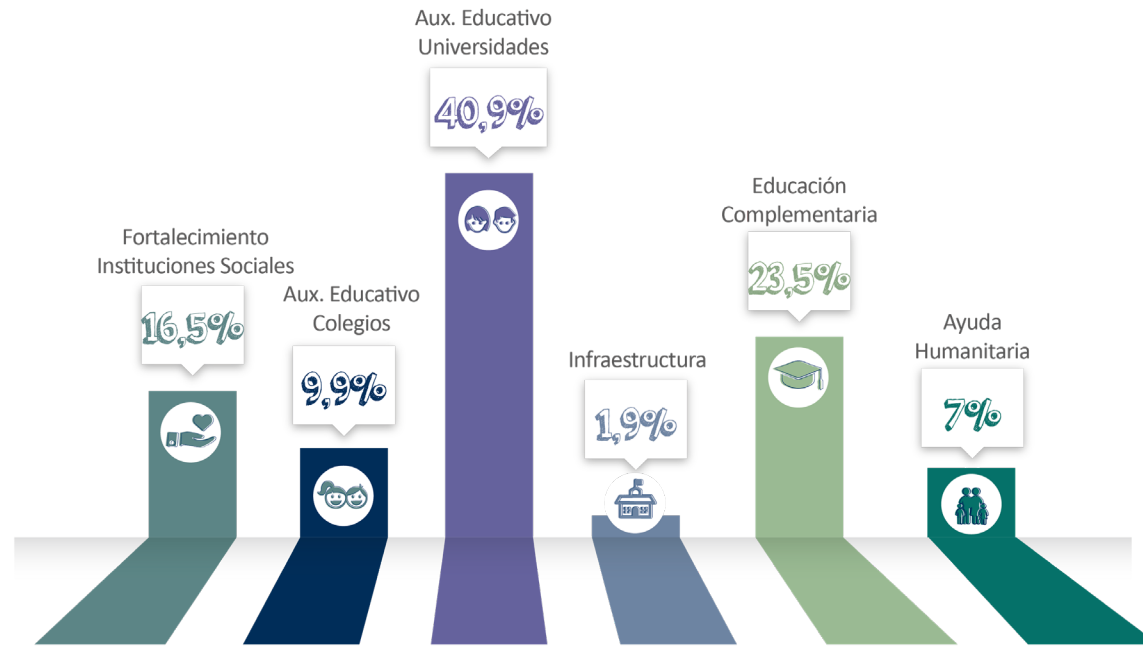 Aux. Educativo
Universidades
40,9%
Fortalecimiento
Instituciones Sociales
16,5%
Aux. Educativo
Colegios
9,9%
Infraestructura
1,9%
Educación
Complementaria
23,5%
Ayuda
Humanitaria
7%